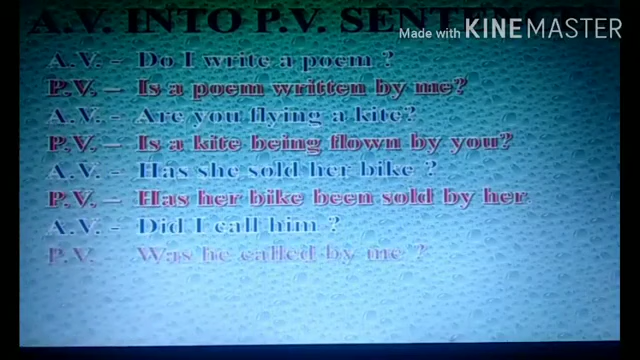 A.V. INTO P.V. SENTENCES
Made with KINEMASTER
A.V. - Do I write a poem ?
P.V. – Is a poem written by me?
A.V. - Are you flying a kite?
P.V. – Is a kite being flown by you?
A.V. - Has she sold her bike ?
P.V. – Has her bike been sold by her
A.V. - Did I call him ?
P.V. Was he called by me ?